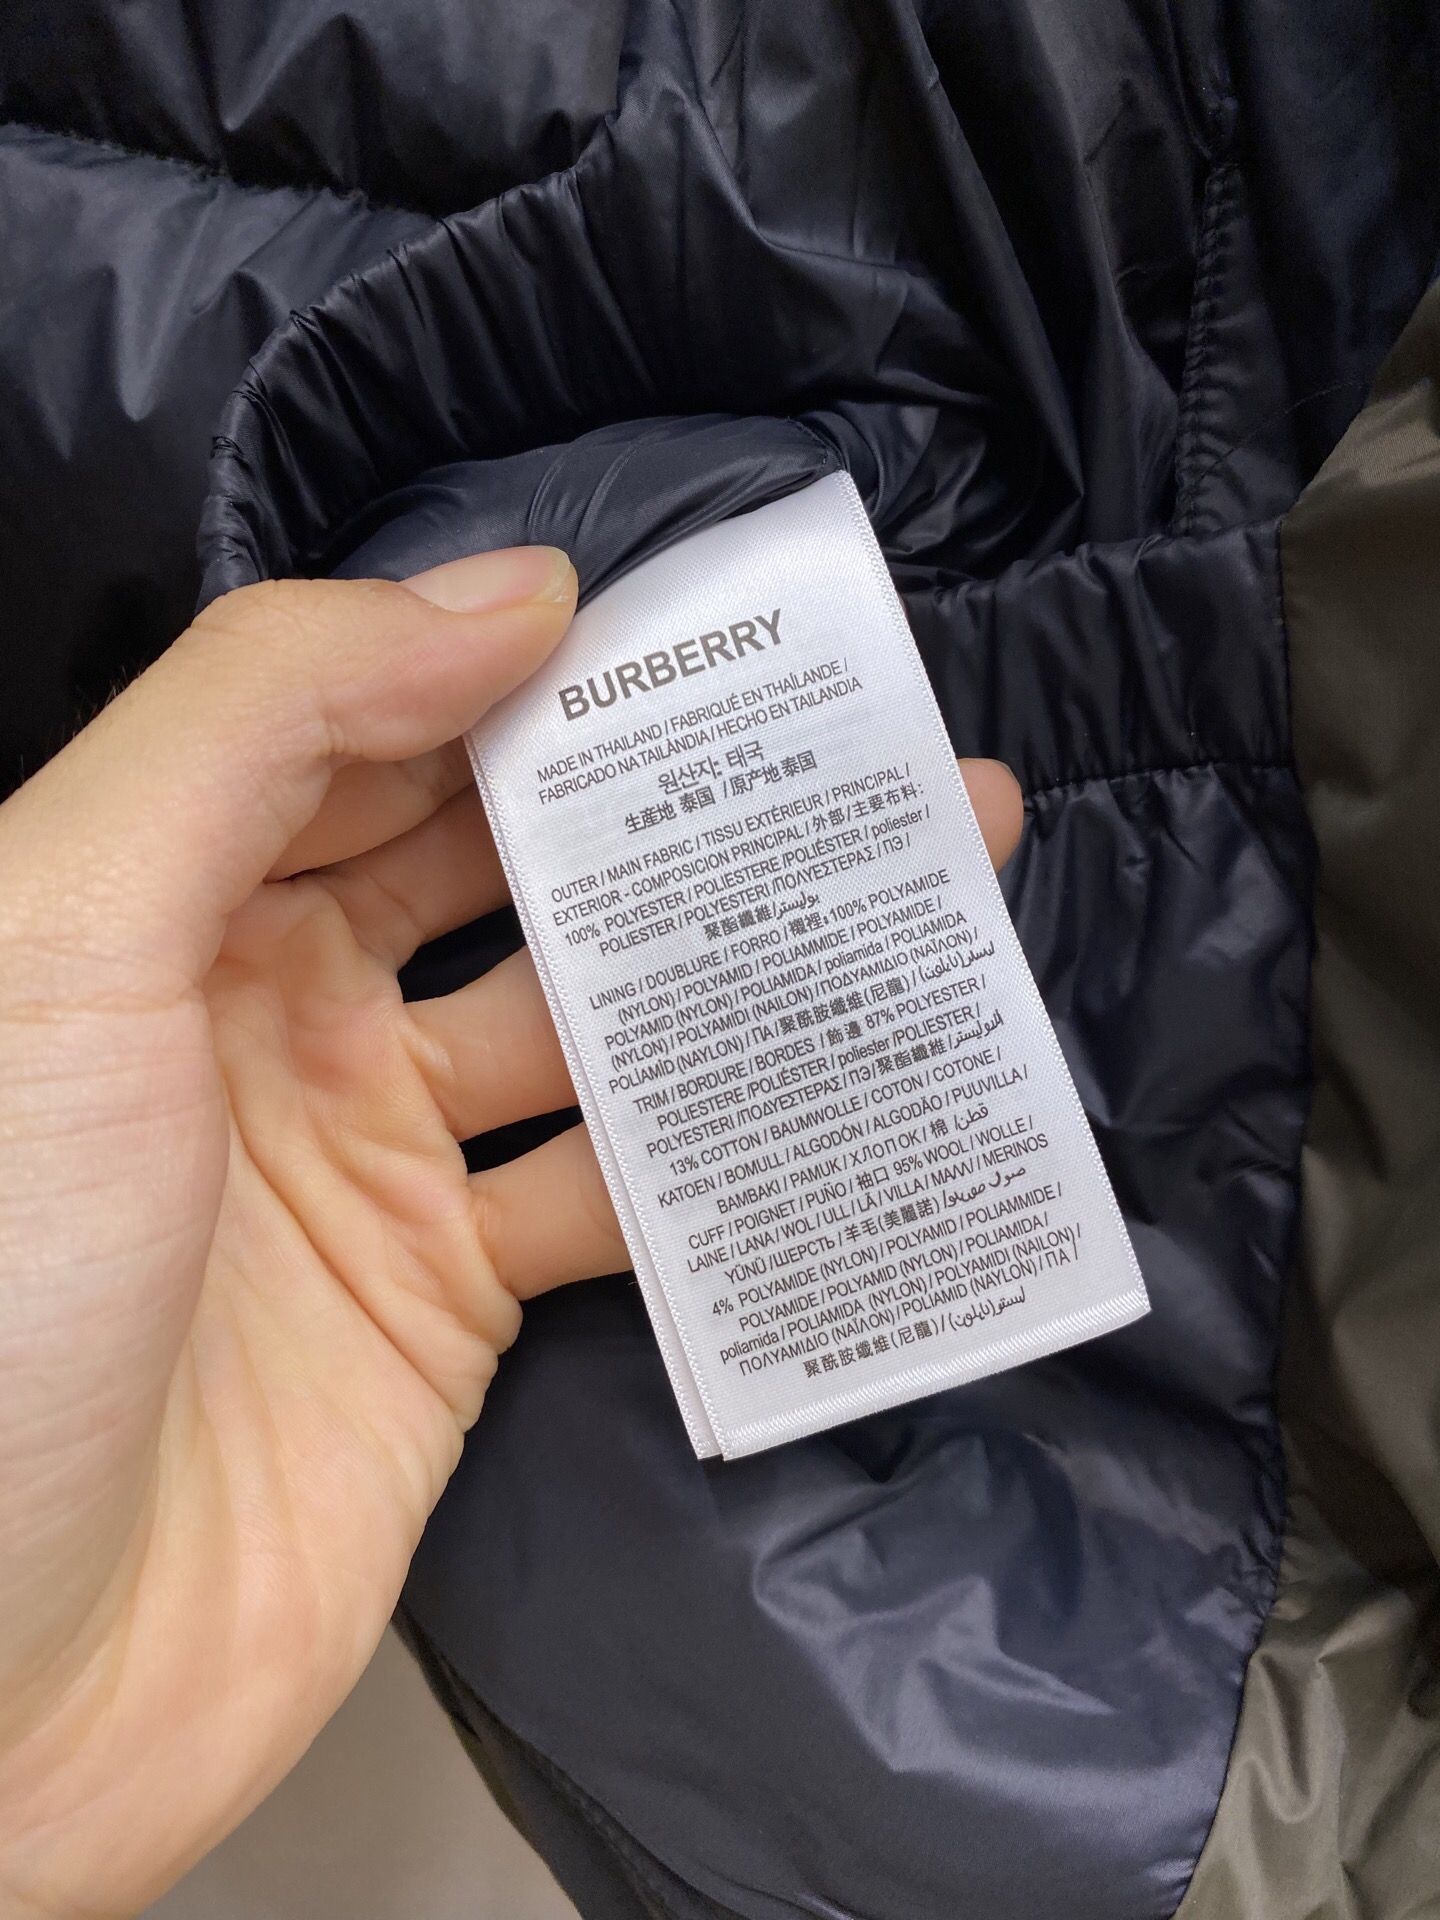 BURBERRY
MADE IN THAILAND / FABRIQUÉ EN THAÏLANDE /
FABRICADO NA TAILÂNDIA / HECHO EN TAILANDIA
원산지: 태국
生産地 泰国 / 原产地 泰国
OUTER / MAIN FABRIC / TISSU EXTÉRIEUR / PRINCIPAL /
EXTERIOR - COMPOSICION PRINCIPAL / 外部 / 主要布料:
100% POLYESTER / POLIESTERE /POLIÉSTER / poliester /
POLIESTER / POLYESTERI /ΠΟΛΥΕΣΤΕΡΑΣ / ПЭ /
聚酯纖維/بوليستر
LINING / DOUBLURE / FORRO / 襯裡: 100% POLYAMIDE
(NYLON) / POLYAMID / POLIAMMIDE / POLYAMIDE /
POLYAMID (NYLON) / POLIAMIDA / poliamida / POLIAMIDA
(NYLON) / POLYAMIDI (NAILON) /ΠΟΔΥΑΜΙΔΙΟ (ΝΑΪΛΟΝ) /
POLİAMİD (NAYLON) / ПА / 聚酰胺纖維(尼龍) /
TRIM / BORDURE / BORDES / 飾邊 87% POLYESTER /
POLIESTERE /POLIÉSTER / poliester /POLIESTER /
POLYESTERI /ΠΟΔΥΕΣΤΕΡΑΣ / ПЭ/聚酯纖維/
13% COTTON / BAUMWOLLE / COTON / COTONE /
KATOEN / BOMULL / ALGODÓN / ALGODÃO / PUUVILLA /
BAMBAKI / PAMUK / ХЛОПОК / 棉 /قطن
CUFF / POIGNET / PUÑO / 袖口 95% WOOL / WOLLE /
LAINE / LANA / WOL / ULL / LÃ / VILLA / ΜΑΛΛ / MERINOS
YÜNÜ / ШЕРСТЬ / 羊毛(美麗諾) /
4% POLYAMIDE (NYLON) / POLYAMID / POLIAMMIDE /
POLYAMIDE / POLYAMID (NYLON) / POLIAMIDA /
poliamida / POLIAMIDA (NYLON) / POLYAMIDI (NAILON) /
ΠΟΛΥΑΜΙΔΙΟ (ΝΑΪΛΟΝ) / POLİAMİD (NAYLON) / ПА /
聚酰胺纖維(尼龍) /